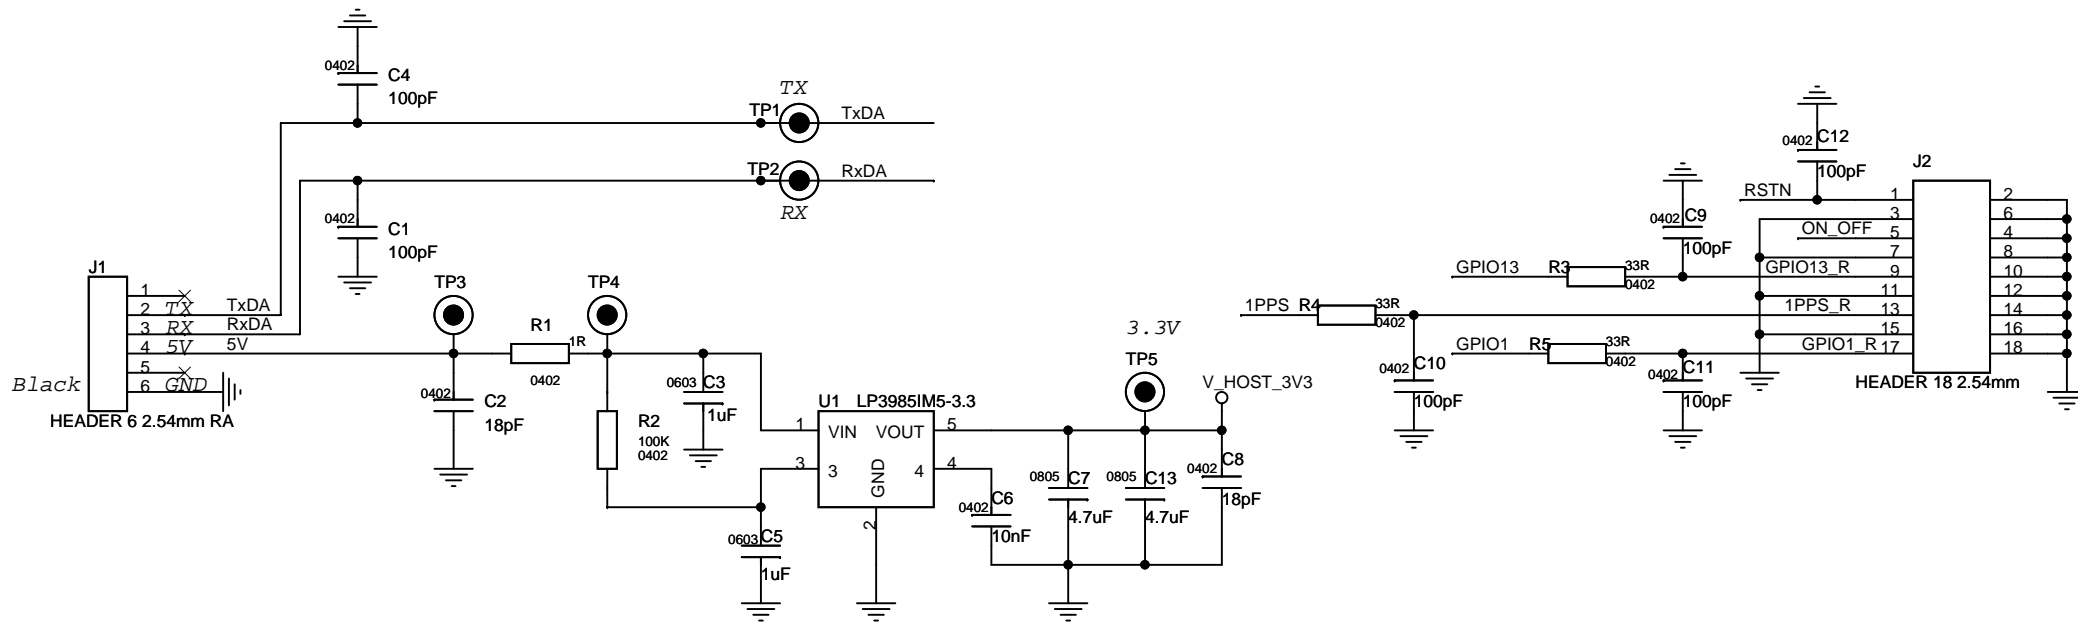 0402 C4
100pF
TX
TP1 TxDA
TP2 RxDA
RX
0402 C1
100pF
J1
1
2 TX TxDA
3 RX RxDA
4 5V 5V
5
Black 6 GND
HEADER 6 2.54mm RA
TP3
TP4
R1
1R
0402
0402 C2
18pF
0603 C3
1uF
R2
100K
0402
U1 LP3985IM5-3.3
1 VIN VOUT 5
3 3 GND 4 4
2
0603 C5
1uF
0402 C6
10nF
3.3V
TP5
V_HOST_3V3
0805 C7
4.7uF
0805 C13
4.7uF
0402 C8
18pF
0402 C12
100pF
J2
RSTN 1 2
3 6
ON_OFF 5 4
7 8
GPIO13 R3 33R GPIO13_R 9 10
0402
11 12
1PPS R4 33R 1PPS_R 13 14
0402
15 16
GPIO1 R5 33R GPIO1_R 17 18
0402
HEADER 18 2.54mm
0402 C9
100pF
0402 C10
100pF
0402 C11
100pF